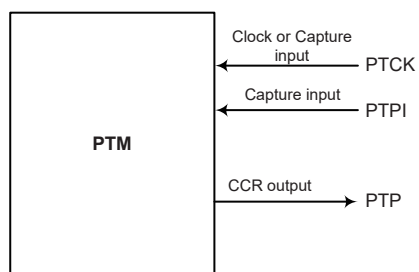 Clock or Capture
input
PTCK
Capture input
PTPI
PTM
CCR output
PTP